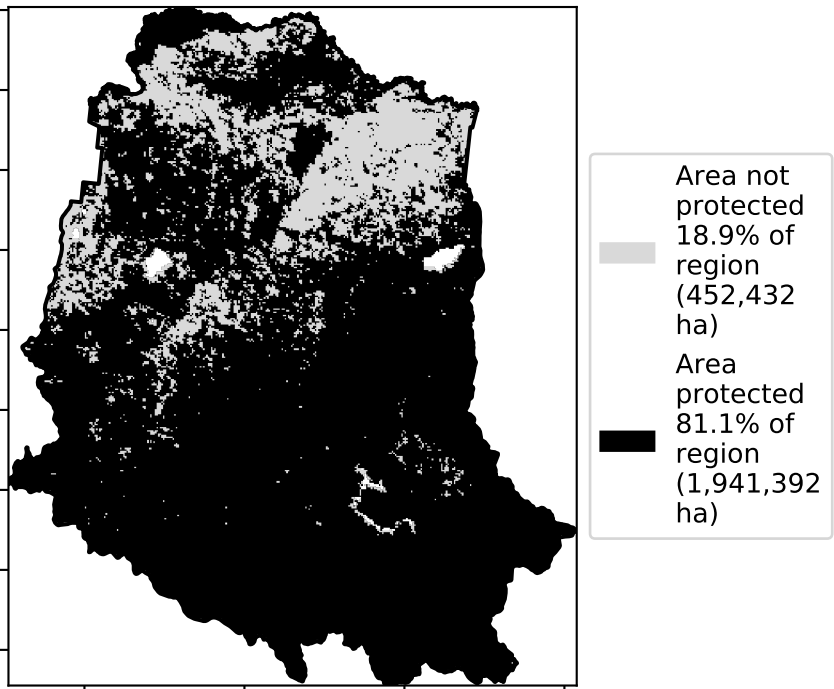 Area not
protected
18.9% of
region
(452,432
ha)
Area
protected
81.1% of
region
(1,941,392
ha)